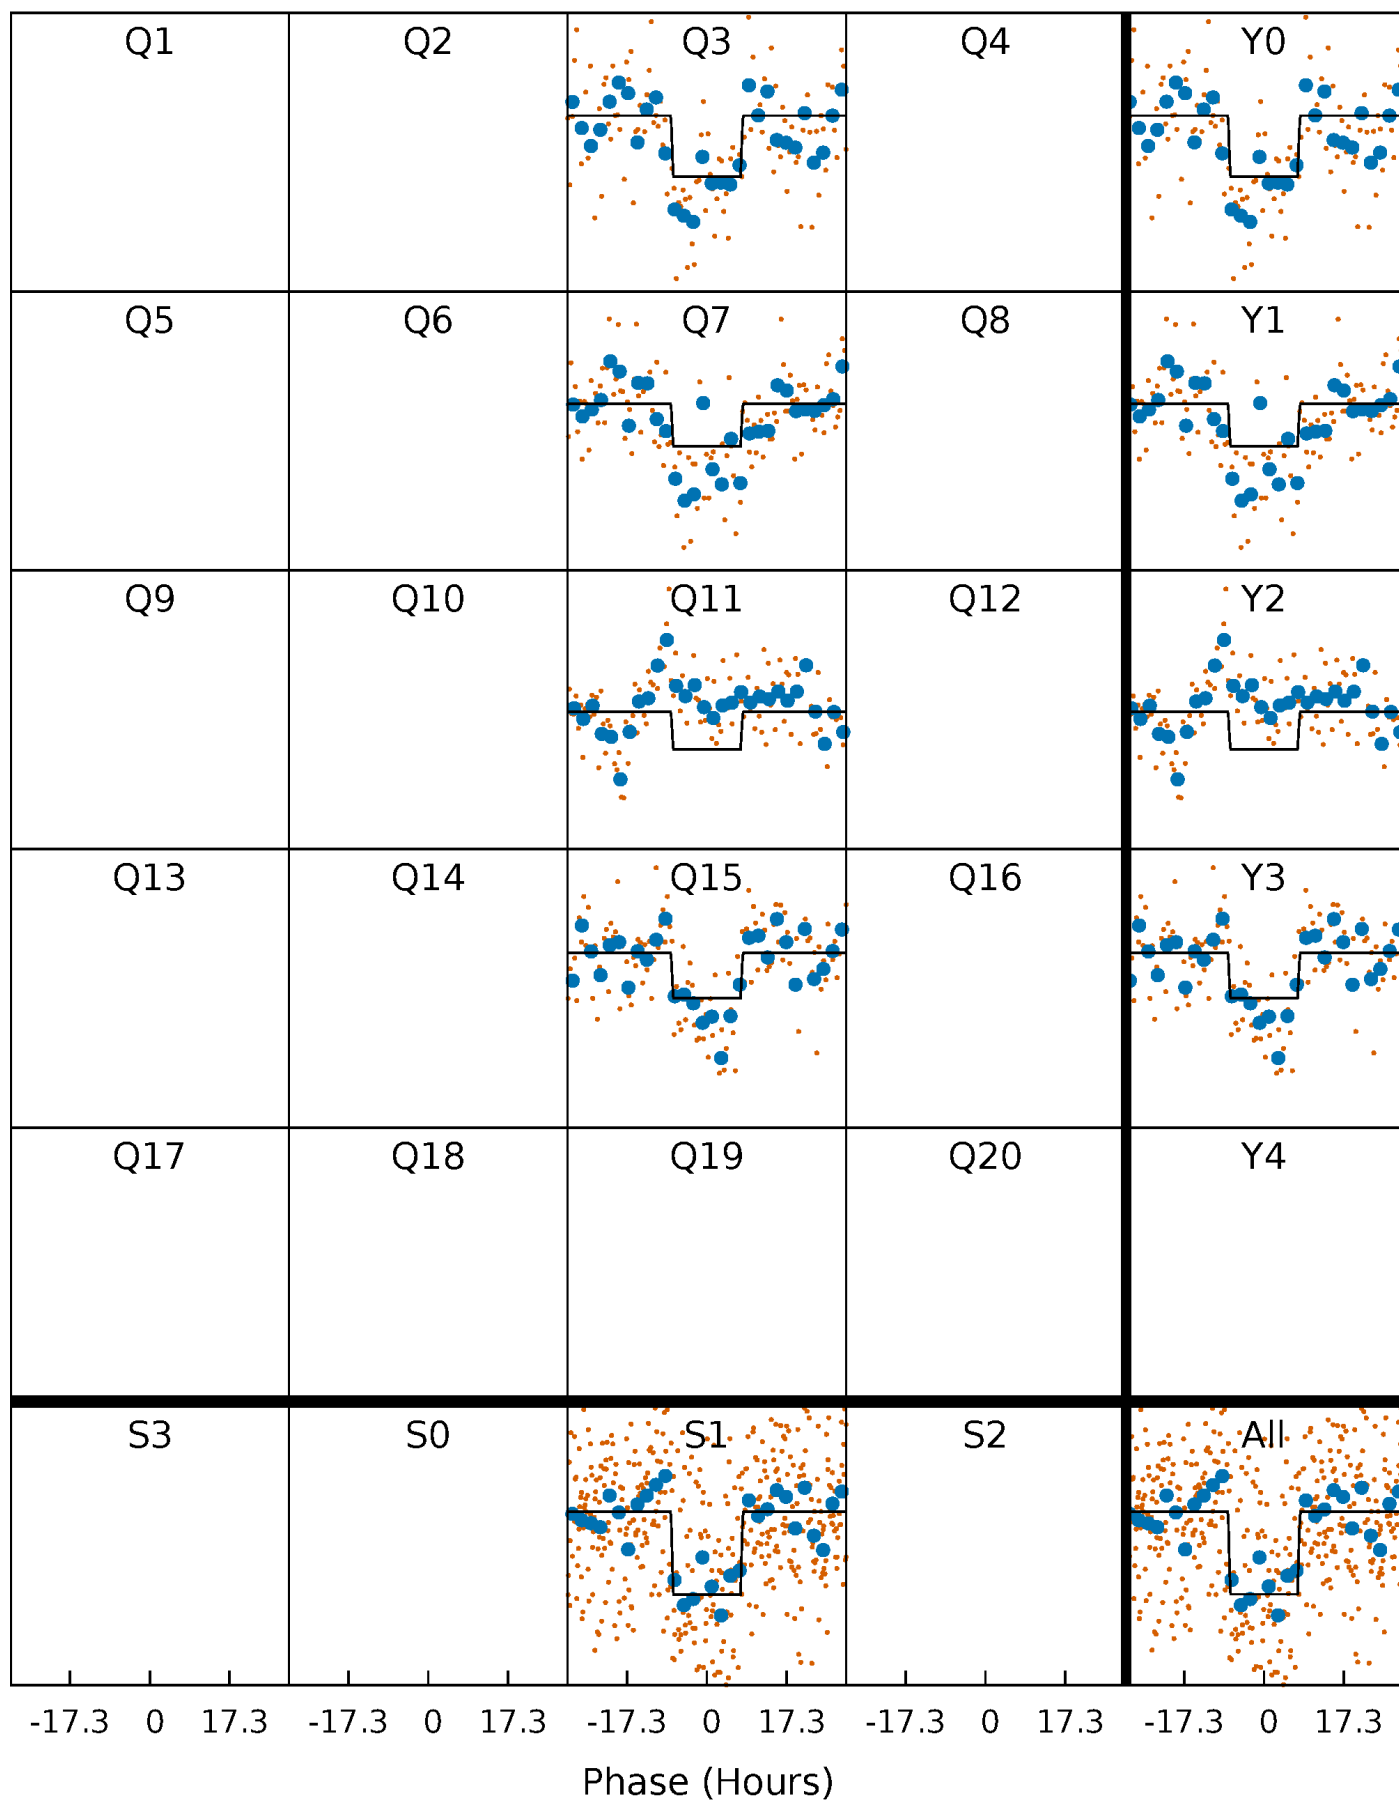 Q1 Q2 Q3 Q4 Y0
Q5 Q6 Q7 Q8 Y1
Q9 Q10 Q11 Q12 Y2
Q13 Q14 Q15 Q16 Y3
Q17 Q18 Q19 Q20 Y4
S3 S0 S1 S2 All
-17.3 0 17.3 -17.3 0 17.3 -17.3 0 17.3 -17.3 0 17.3 -17.3 0 17.3
Phase (Hours)